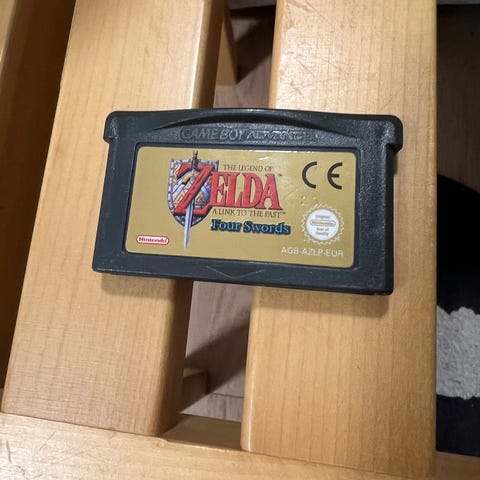 GAME BOY ADVANCE
THE LEGEND OF
ZELDA
A LINK TO THE PAST™
Four Swords
CE
Original
Nintendo
Seal of Quality
Nintendo
AGB-AZLP-EUR